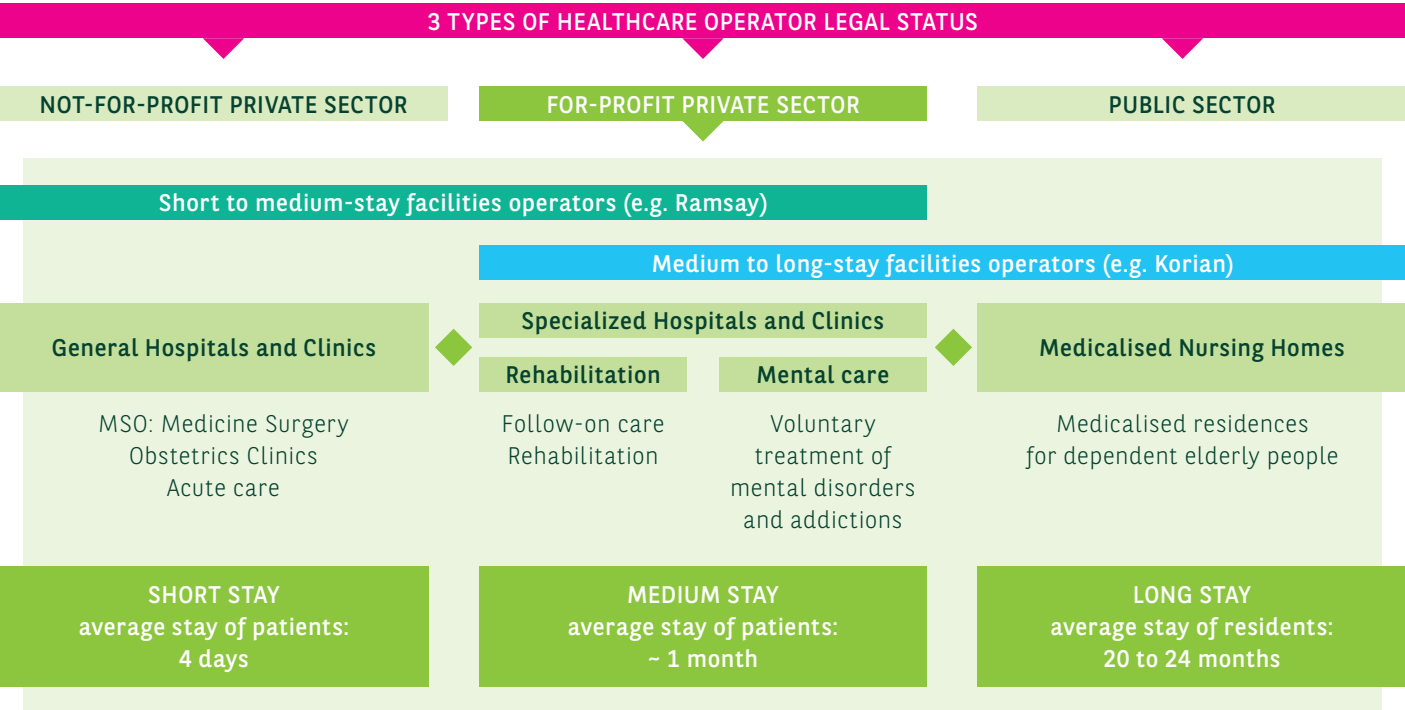 3 TYPES OF HEALTHCARE OPERATOR LEGAL STATUS
NOT-FOR-PROFIT PRIVATE SECTOR
FOR-PROFIT PRIVATE SECTOR
PUBLIC SECTOR
Short to medium-stay facilities operators (e.g. Ramsay)
Medium to long-stay facilities operators (e.g. Korian)
General Hospitals and Clinics
MSO: Medicine Surgery
Obstetrics Clinics
Acute care
Specialized Hospitals and Clinics
Rehabilitation
Follow-on care
Rehabilitation
Mental care
Voluntary
treatment of
mental disorders
and addictions
Medicalised Nursing Homes
Medicalised residences
for dependent elderly people
SHORT STAY
average stay of patients:
4 days
MEDIUM STAY
average stay of patients:
~ 1 month
LONG STAY
average stay of residents:
20 to 24 months